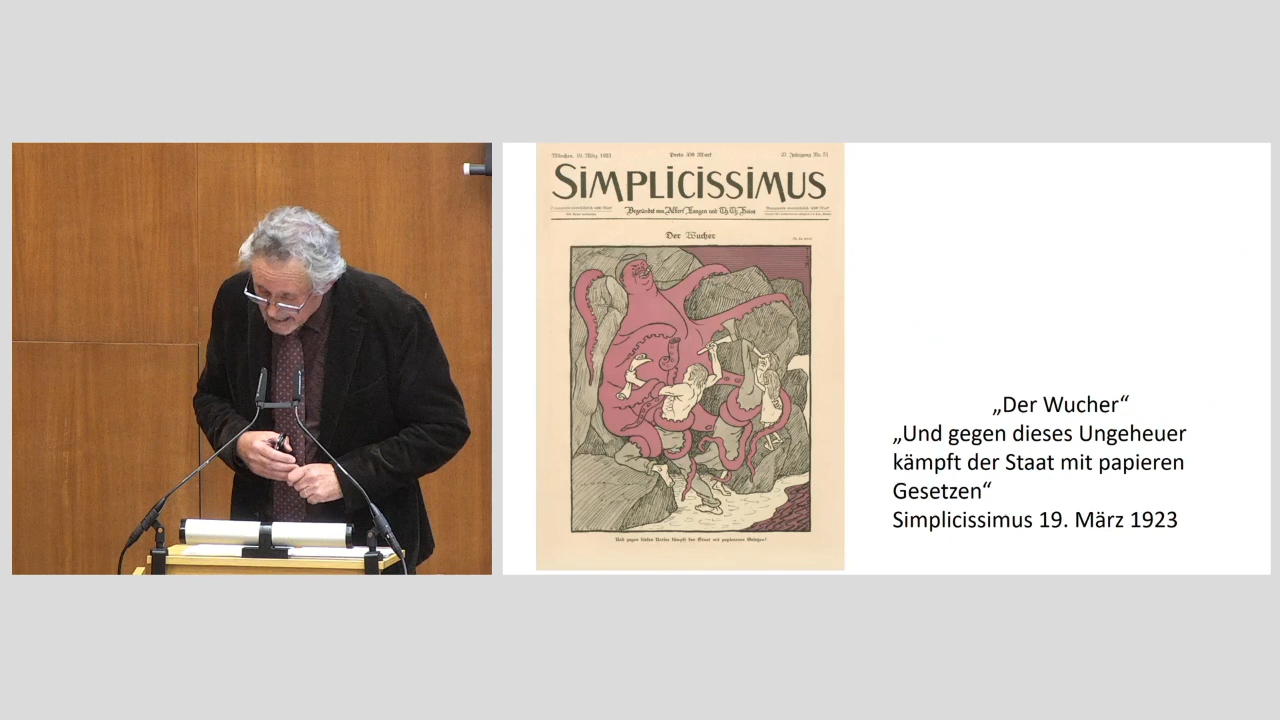 München, 19. März 1923
Preis 500 Mark
27. Jahrgang Nr. 51
SIMPLICISSIMUS
Begründet von Albert Langen und Th. Th. Heine
Der Wucher
„Der Wucher“
„Und gegen dieses Ungeheuer
kämpft der Staat mit papieren
Gesetzen“
Simplicissimus 19. März 1923